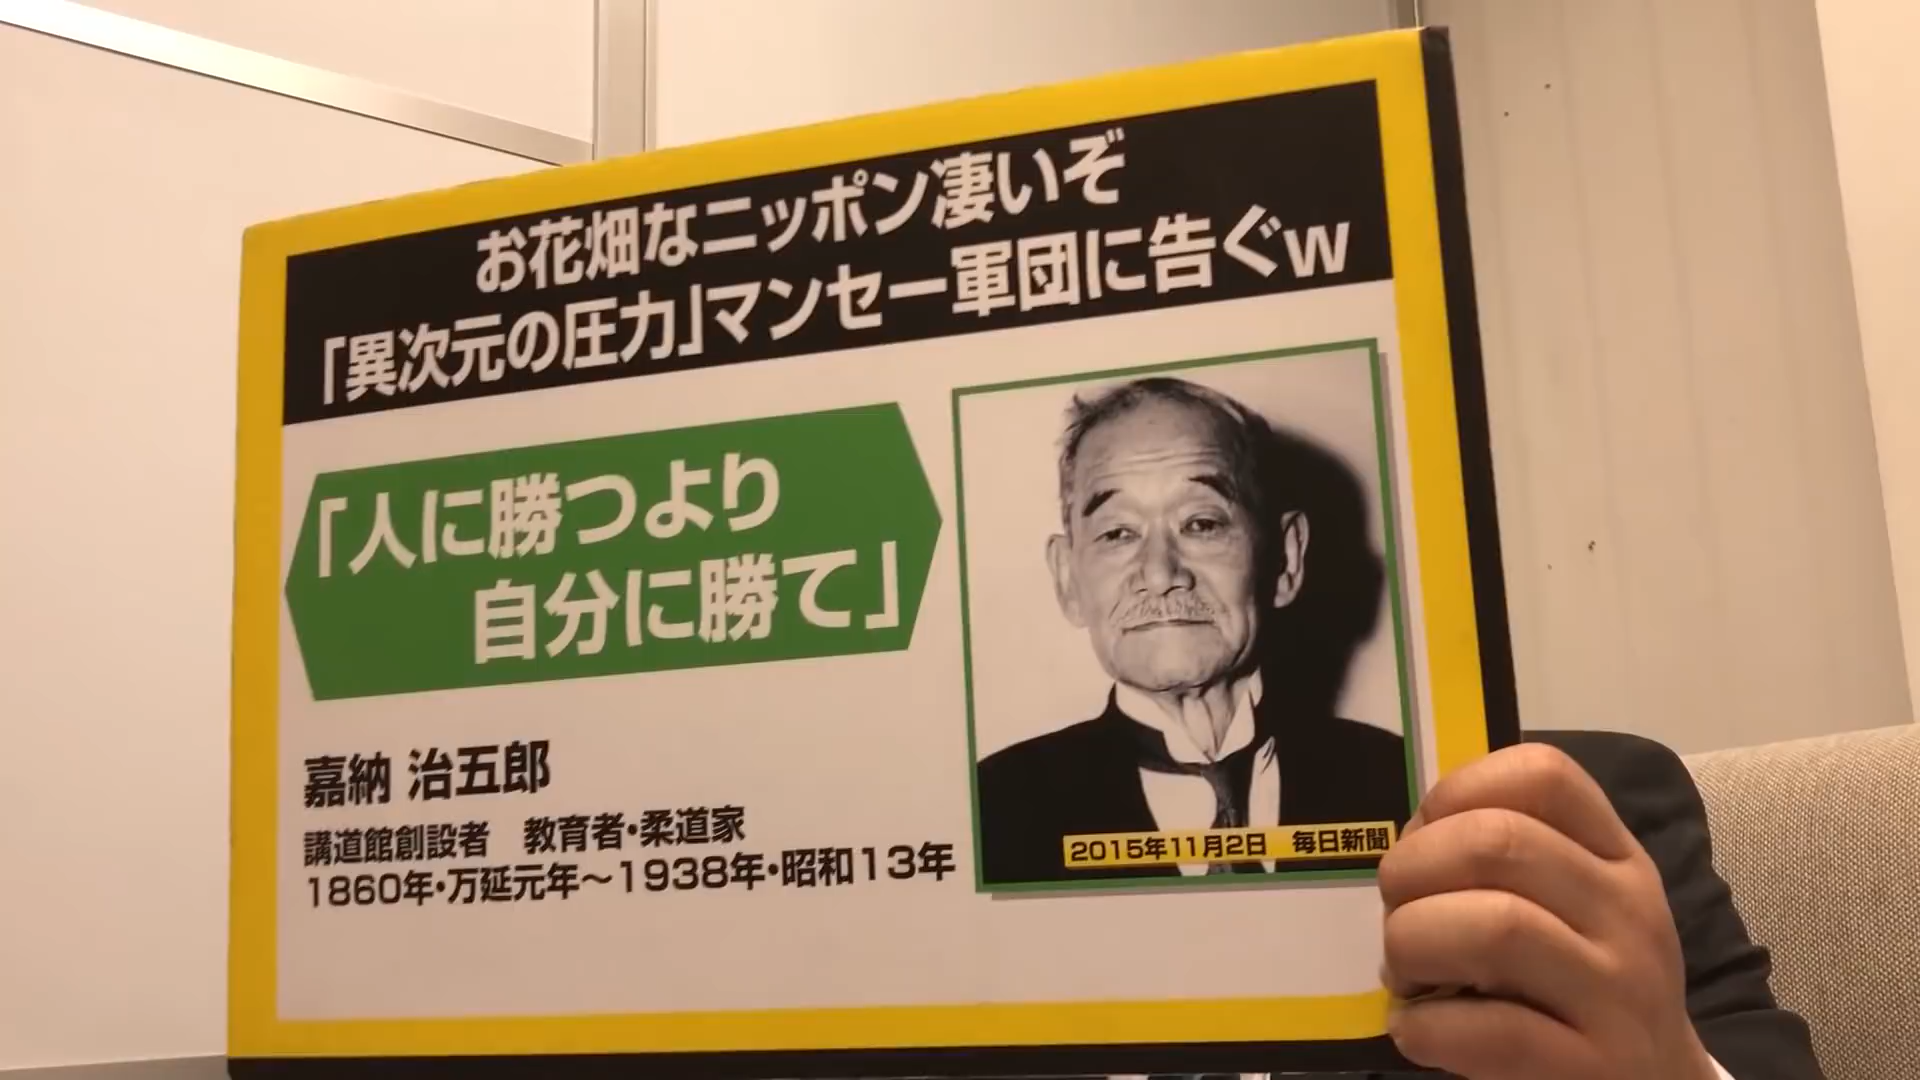 お花畑なニッポン凄いぞ
「異次元の圧力」マンセー軍団に告ぐw
「人に勝つより
自分に勝て」
嘉納 治五郎
講道館創設者 教育者・柔道家
1860年・万延元年～1938年・昭和13年
2015年11月2日 毎日新聞